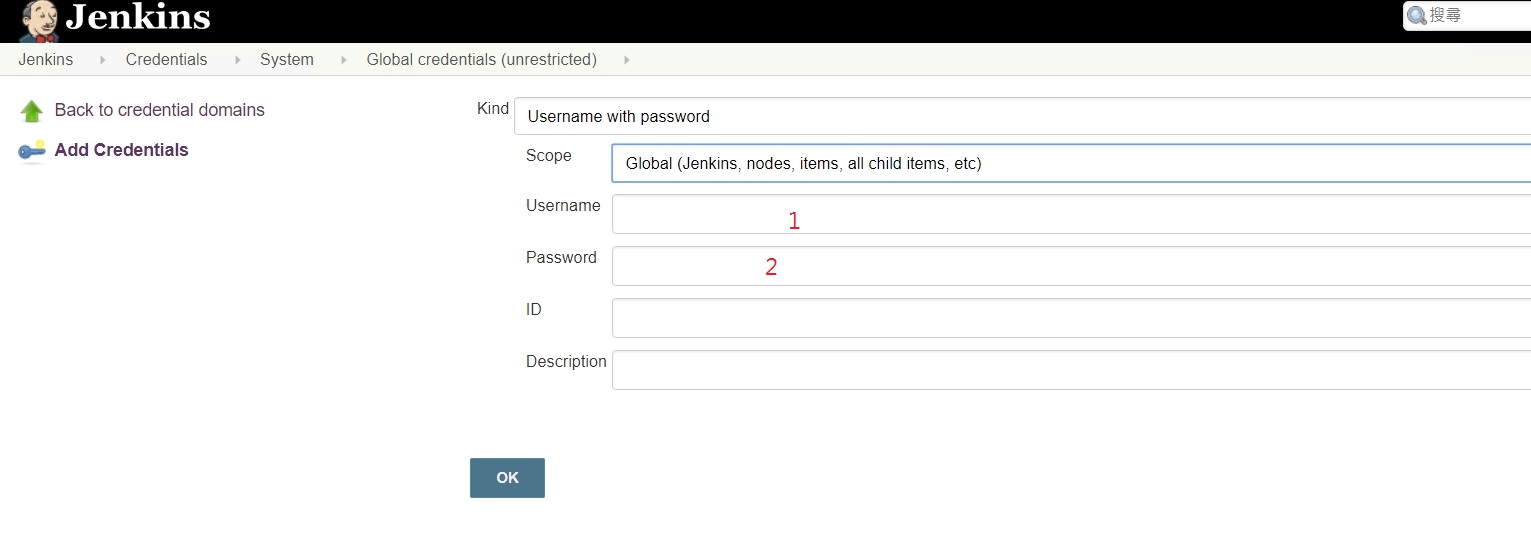 Jenkins
搜尋
Jenkins Credentials System Global credentials (unrestricted)
Back to credential domains
Add Credentials
Kind Username with password
Scope Global (Jenkins, nodes, items, all child items, etc)
Username 1
Password 2
ID
Description
OK